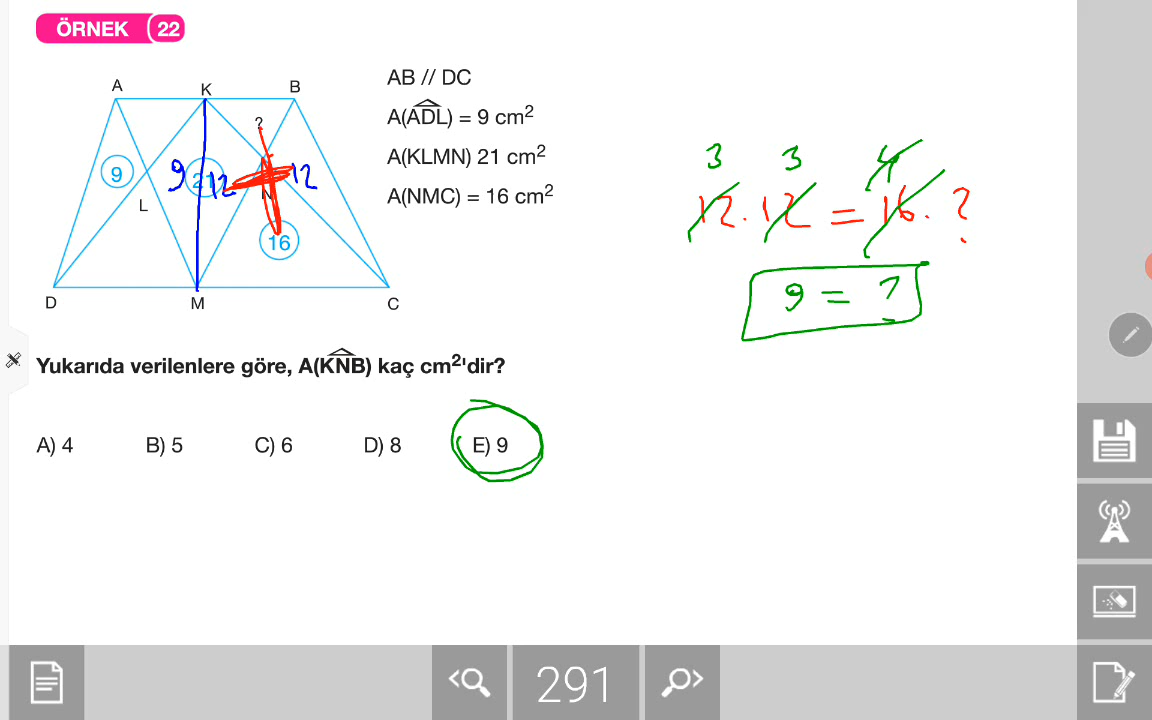 ÖRNEK 22
A K B
AB // DC
A(ADL) = 9 cm²
?
A(KLMN) 21 cm²
3 3 4
9 9 21 12 12
N
A(NMC) = 16 cm²
L
12 . 12 = 16 . ?
16
D M C
9 = ?
Yukarıda verilenlere göre, A(KNB) kaç cm²'dir?
A) 4 B) 5 C) 6 D) 8 E) 9
291